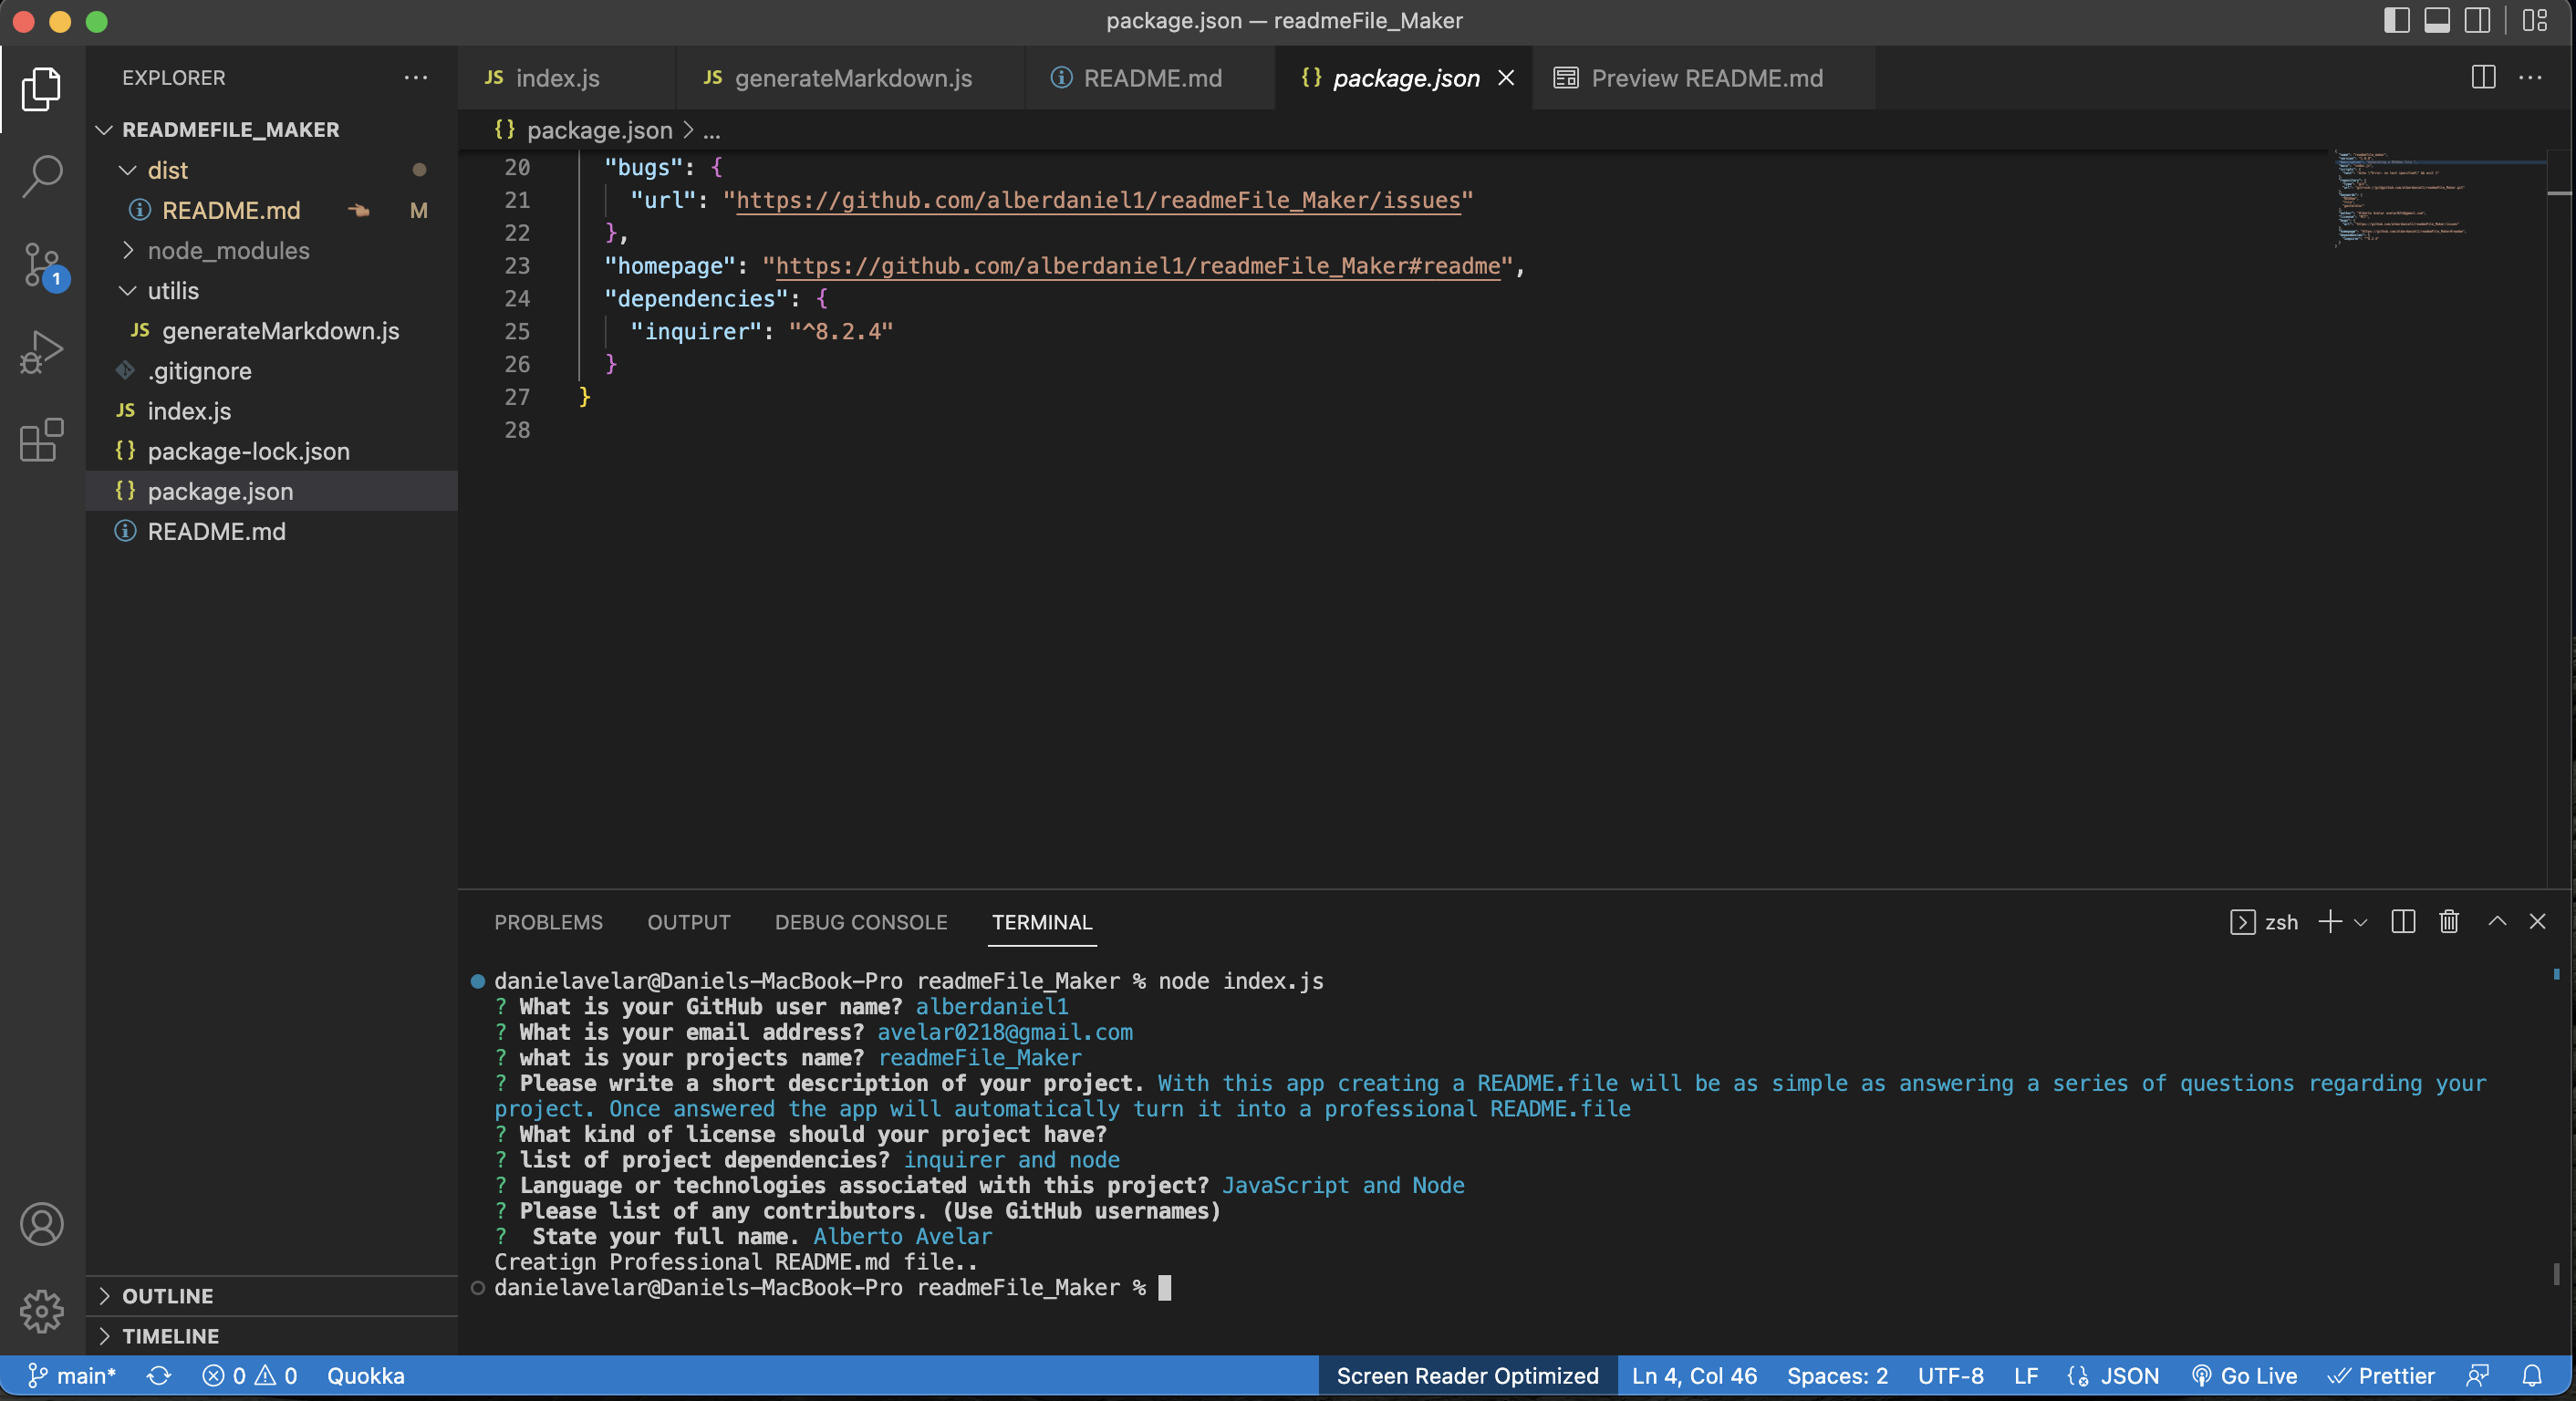 package.json — readmeFile_Maker
EXPLORER
JS index.js
JS generateMarkdown.js
README.md
{} package.json
Preview README.md
READMEFILE_MAKER
dist
README.md M
node_modules
1
utilis
JS generateMarkdown.js
.gitignore
JS index.js
{} package-lock.json
{} package.json
README.md
{} package.json > ...
20 "bugs": {
21 "url": "https://github.com/alberdaniel1/readmeFile_Maker/issues"
22 },
23 "homepage": "https://github.com/alberdaniel1/readmeFile_Maker#readme",
24 "dependencies": {
25 "inquirer": "^8.2.4"
26 }
27 }
28
PROBLEMS OUTPUT DEBUG CONSOLE TERMINAL
zsh
danielavelar@Daniels-MacBook-Pro readmeFile_Maker % node index.js
? What is your GitHub user name? alberdaniel1
? What is your email address? avelar0218@gmail.com
? what is your projects name? readmeFile_Maker
? Please write a short description of your project. With this app creating a README.file will be as simple as answering a series of questions regarding your
project. Once answered the app will automatically turn it into a professional README.file
? What kind of license should your project have?
? list of project dependencies? inquirer and node
? Language or technologies associated with this project? JavaScript and Node
? Please list of any contributors. (Use GitHub usernames)
? State your full name. Alberto Avelar
Creatign Professional README.md file..
danielavelar@Daniels-MacBook-Pro readmeFile_Maker %
OUTLINE
TIMELINE
main* 0 0 Quokka Screen Reader Optimized Ln 4, Col 46 Spaces: 2 UTF-8 LF JSON Go Live Prettier